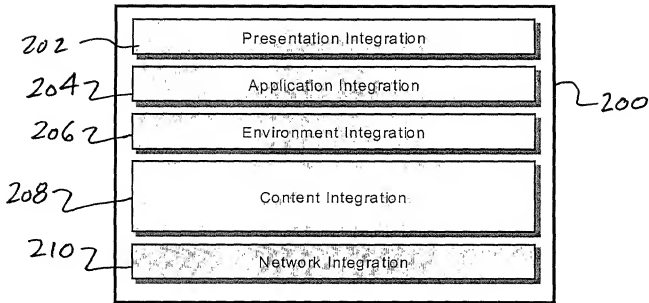 202 Presentation Integration
204 Application Integration
200
206 Environment Integration
208 Content Integration
210 Network Integration